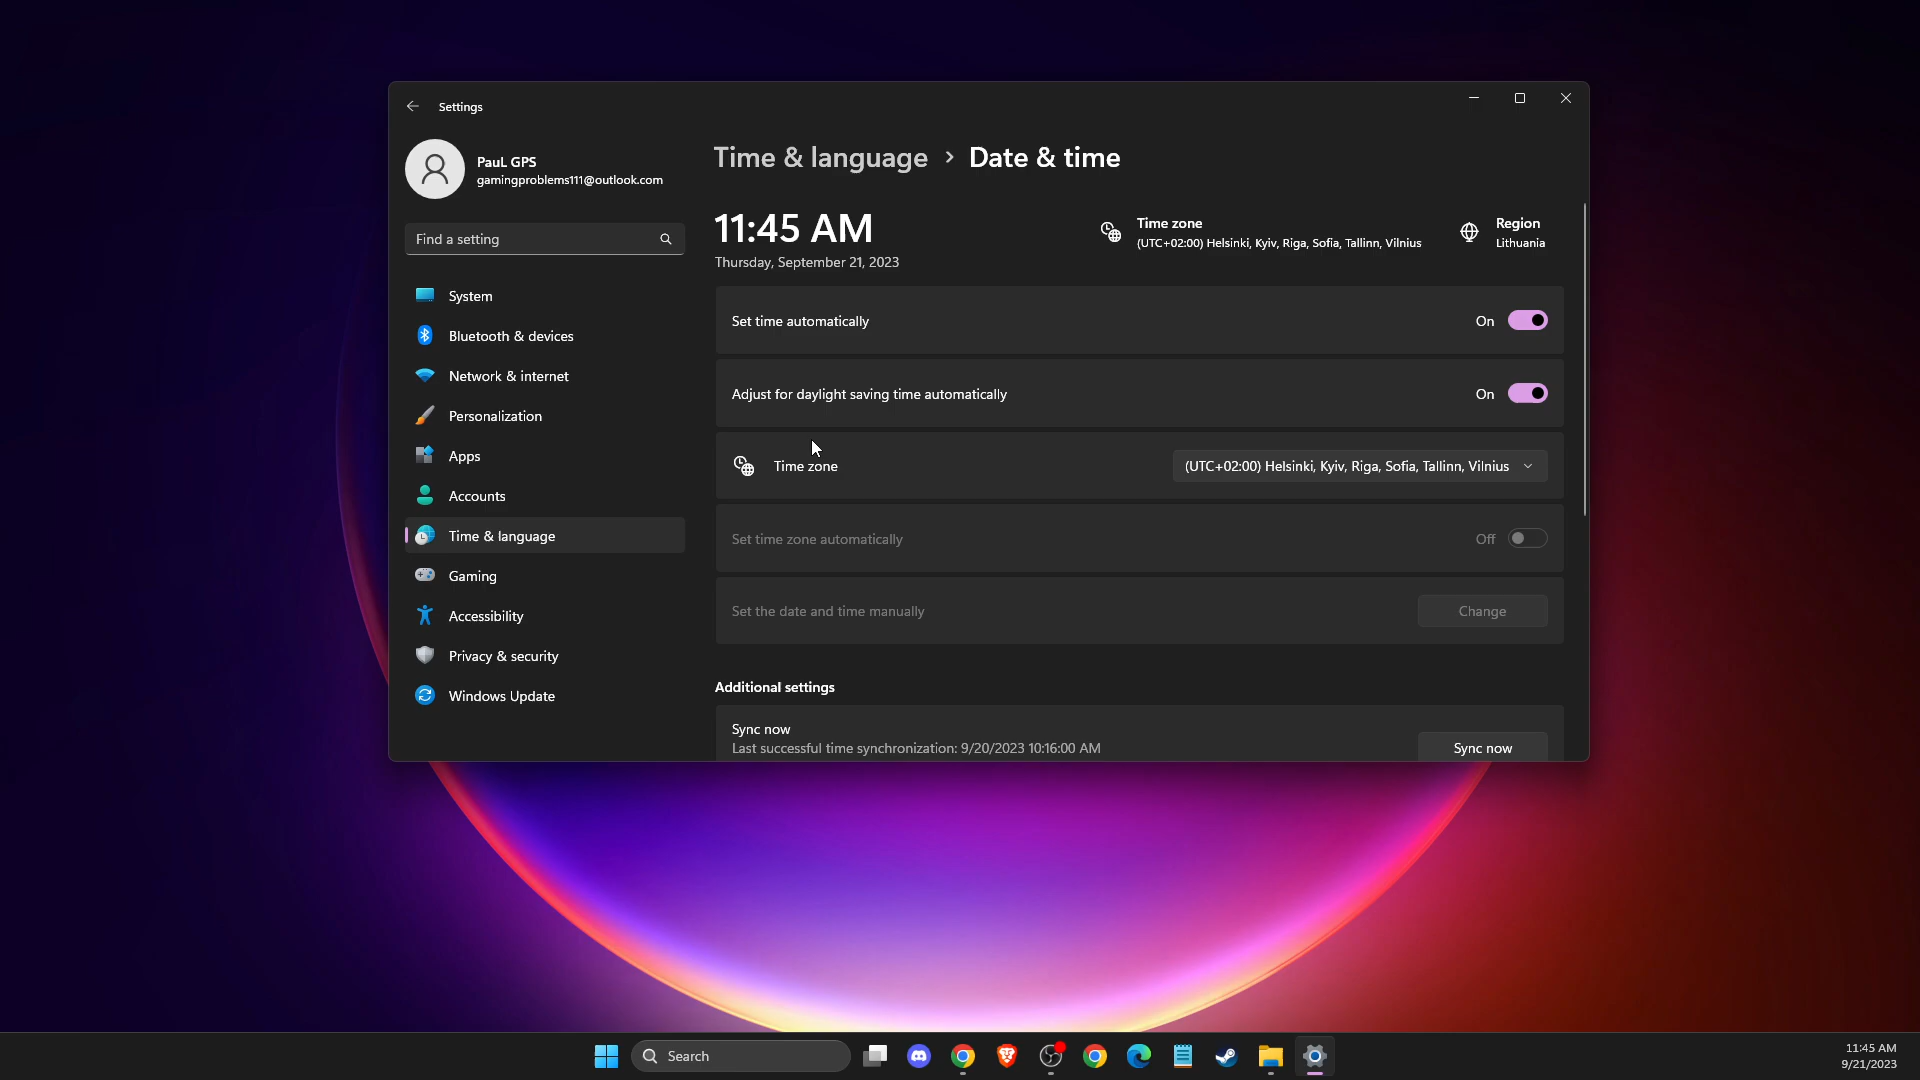 Settings
PauL GPS
gamingproblems111@outlook.com
Find a setting
System
Bluetooth & devices
Network & internet
Personalization
Apps
Accounts
Time & language
Gaming
Accessibility
Privacy & security
Windows Update
Time & language > Date & time
11:45 AM
Thursday, September 21, 2023
Time zone
(UTC+02:00) Helsinki, Kyiv, Riga, Sofia, Tallinn, Vilnius
Region
Lithuania
Set time automatically On
Adjust for daylight saving time automatically On
Time zone (UTC+02:00) Helsinki, Kyiv, Riga, Sofia, Tallinn, Vilnius
Set time zone automatically Off
Set the date and time manually Change
Additional settings
Sync now
Last successful time synchronization: 9/20/2023 10:16:00 AM
Sync now
Search
11:45 AM
9/21/2023